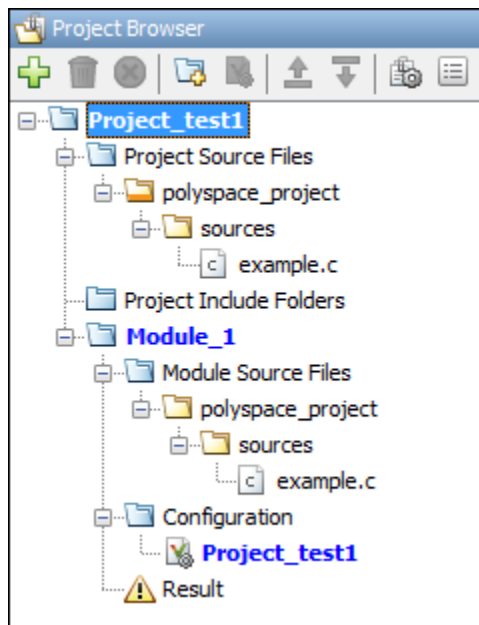 Project Browser
Project_test1
Project Source Files
polyspace_project
sources
c example.c
Project Include Folders
Module_1
Module Source Files
polyspace_project
sources
c example.c
Configuration
Project_test1
Result